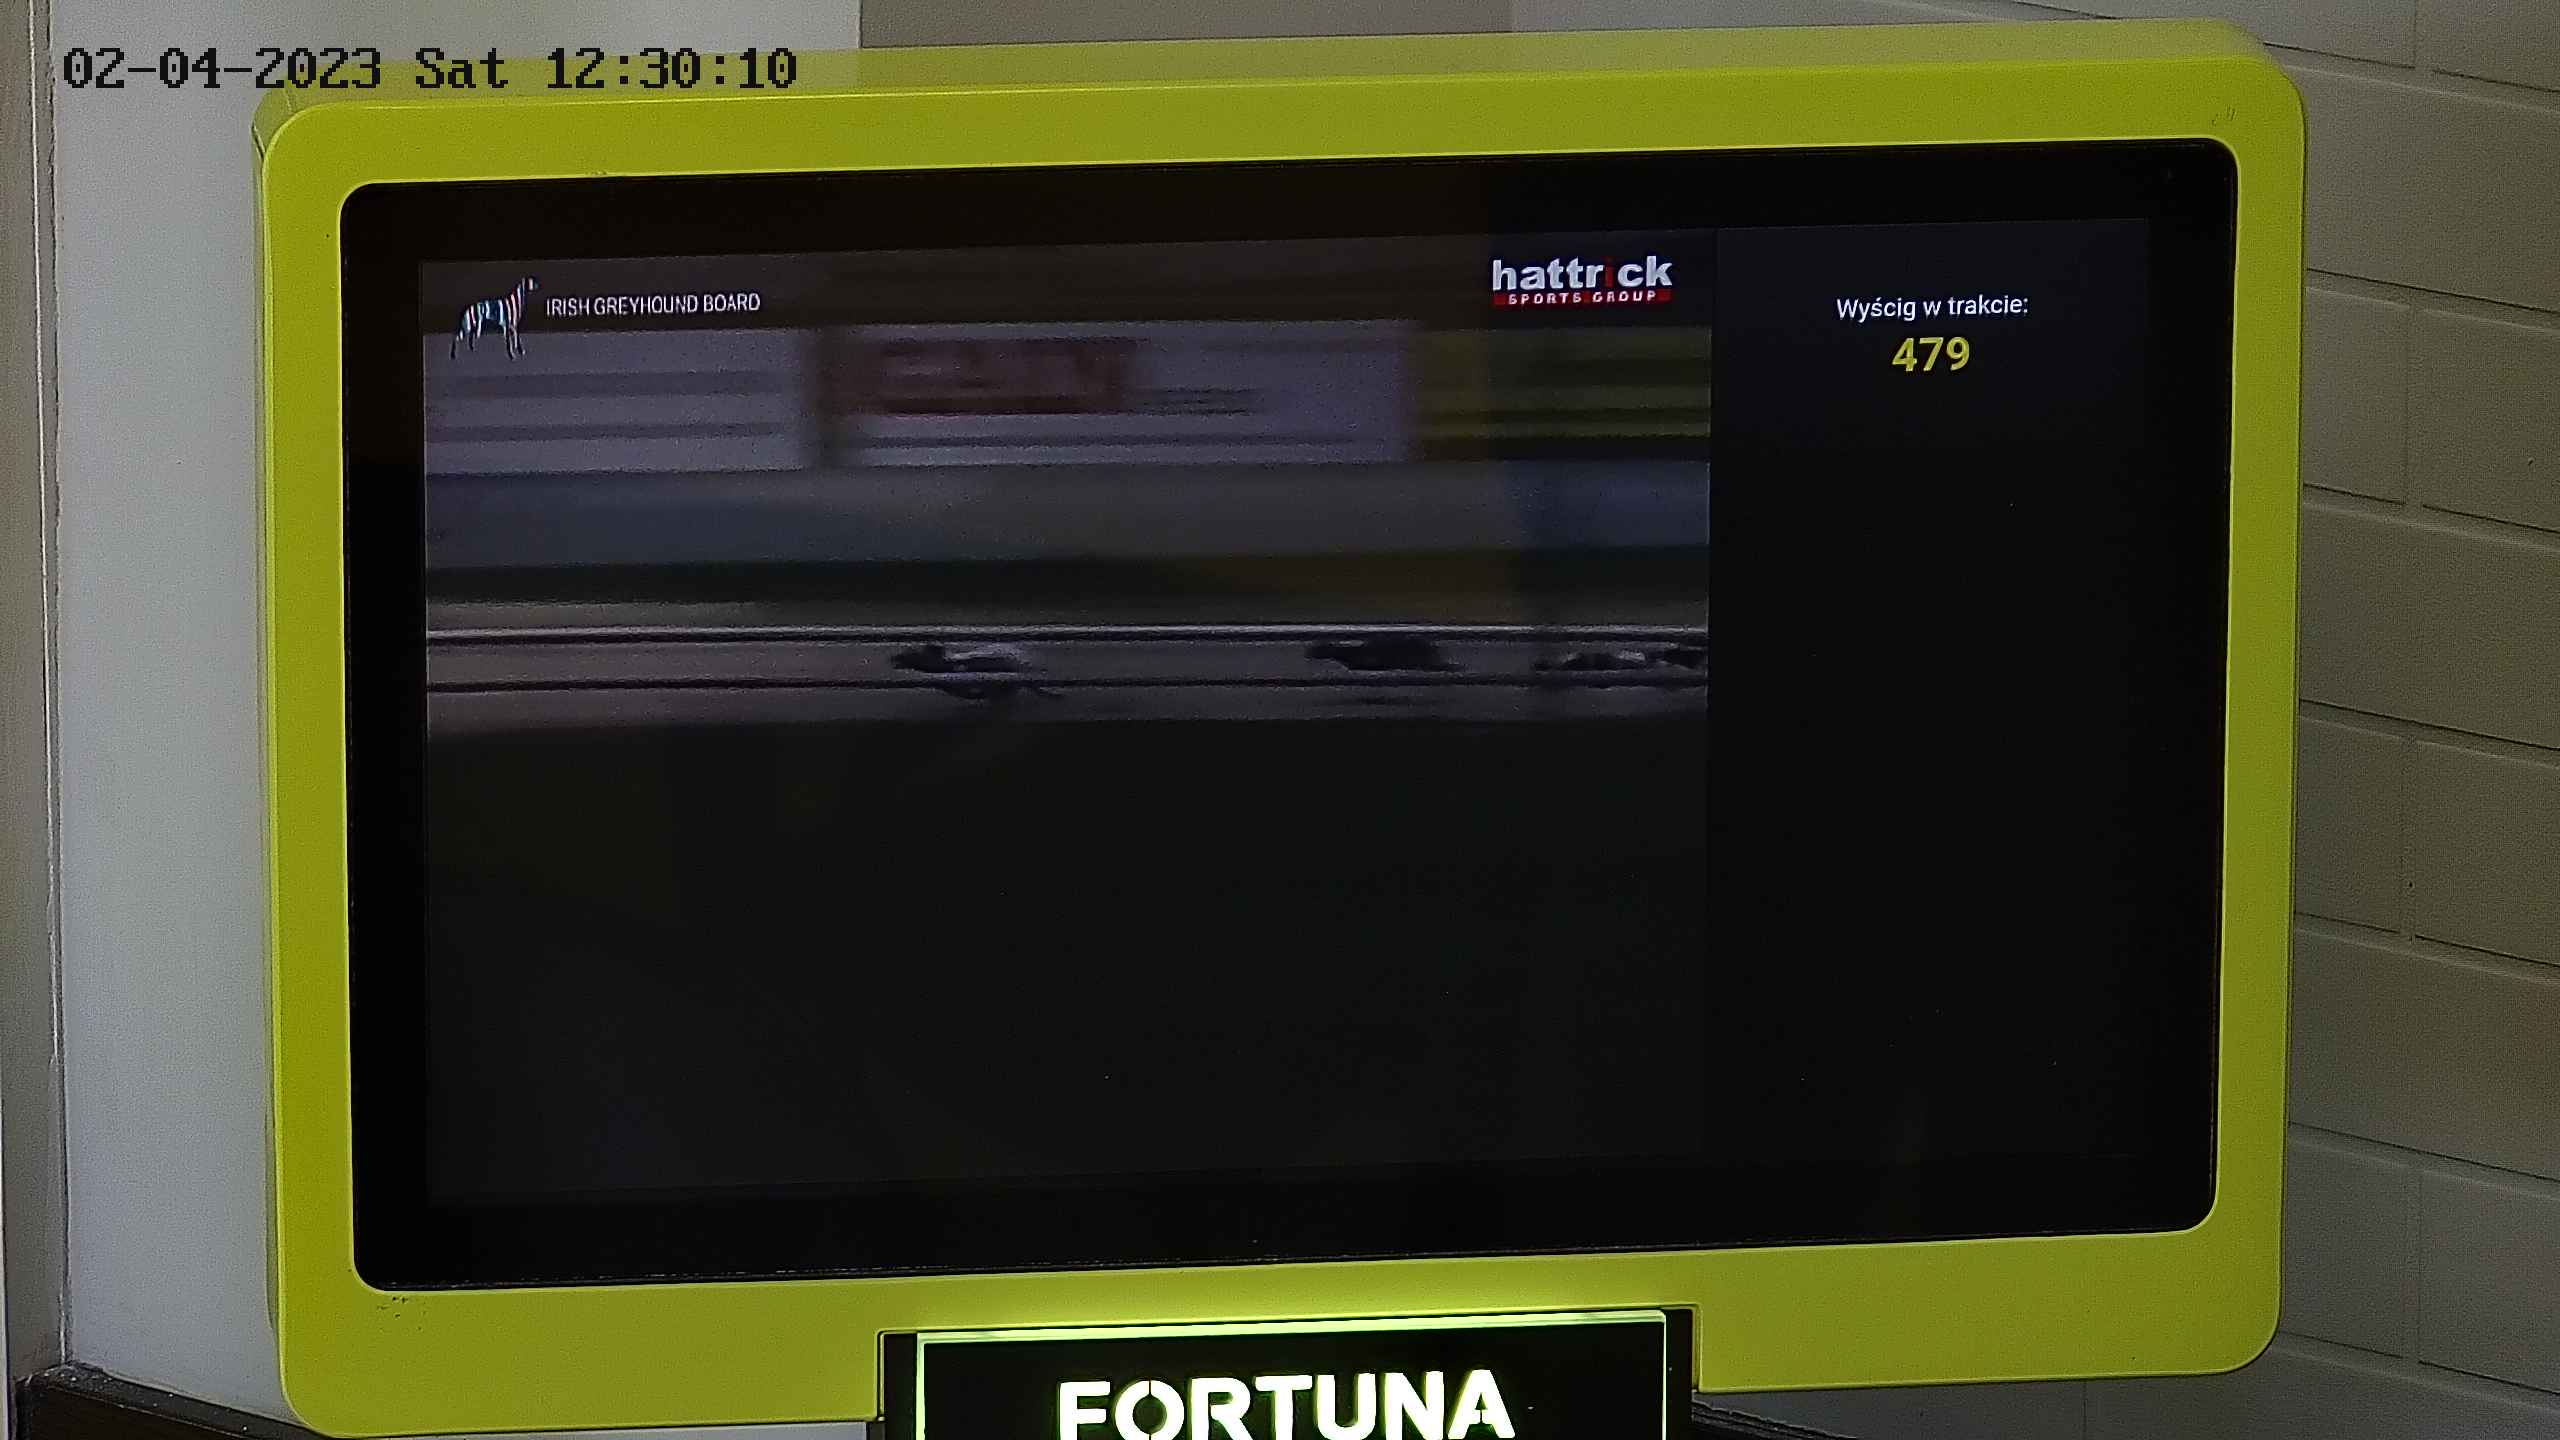 02-04-2023 Sat 12:30:10
IRISH GREYHOUND BOARD
hattrick
SPORTS GROUP
Wyścig w trakcie:
479
FORTUNA